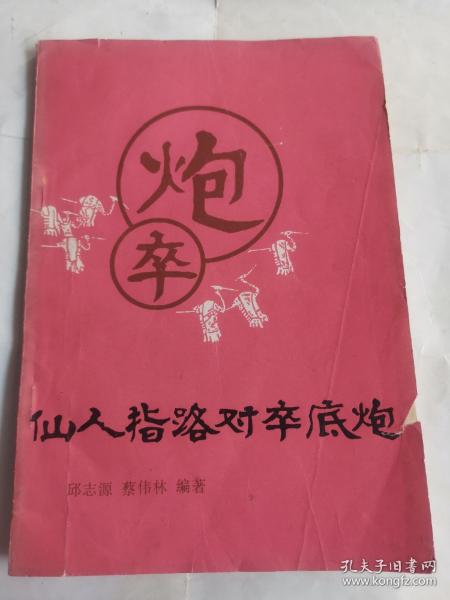 炮
卒
仙人指路对卒底炮
邱志源 蔡伟林 编著
孔夫子旧书网
www.kongfz.com